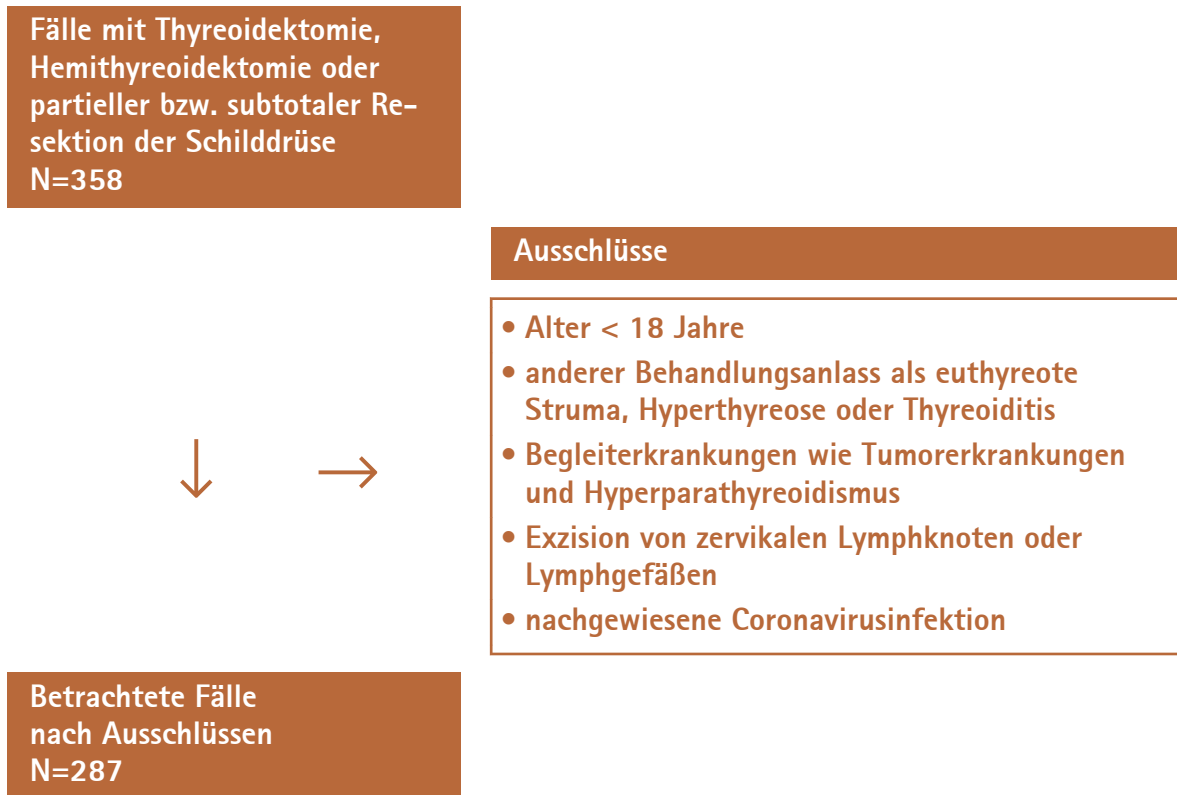 Fälle mit Thyreoidektomie,
Hemithyreoidektomie oder
partieller bzw. subtotaler Re-
sektion der Schilddrüse
N=358
Ausschlüsse
• Alter < 18 Jahre
• anderer Behandlungsanlass als euthyreote
Struma, Hyperthyreose oder Thyreoiditis
• Begleiterkrankungen wie Tumorerkrankungen
und Hyperparathyreoidismus
• Exzision von zervikalen Lymphknoten oder
Lymphgefäßen
• nachgewiesene Coronavirusinfektion
Betrachtete Fälle
nach Ausschlüssen
N=287